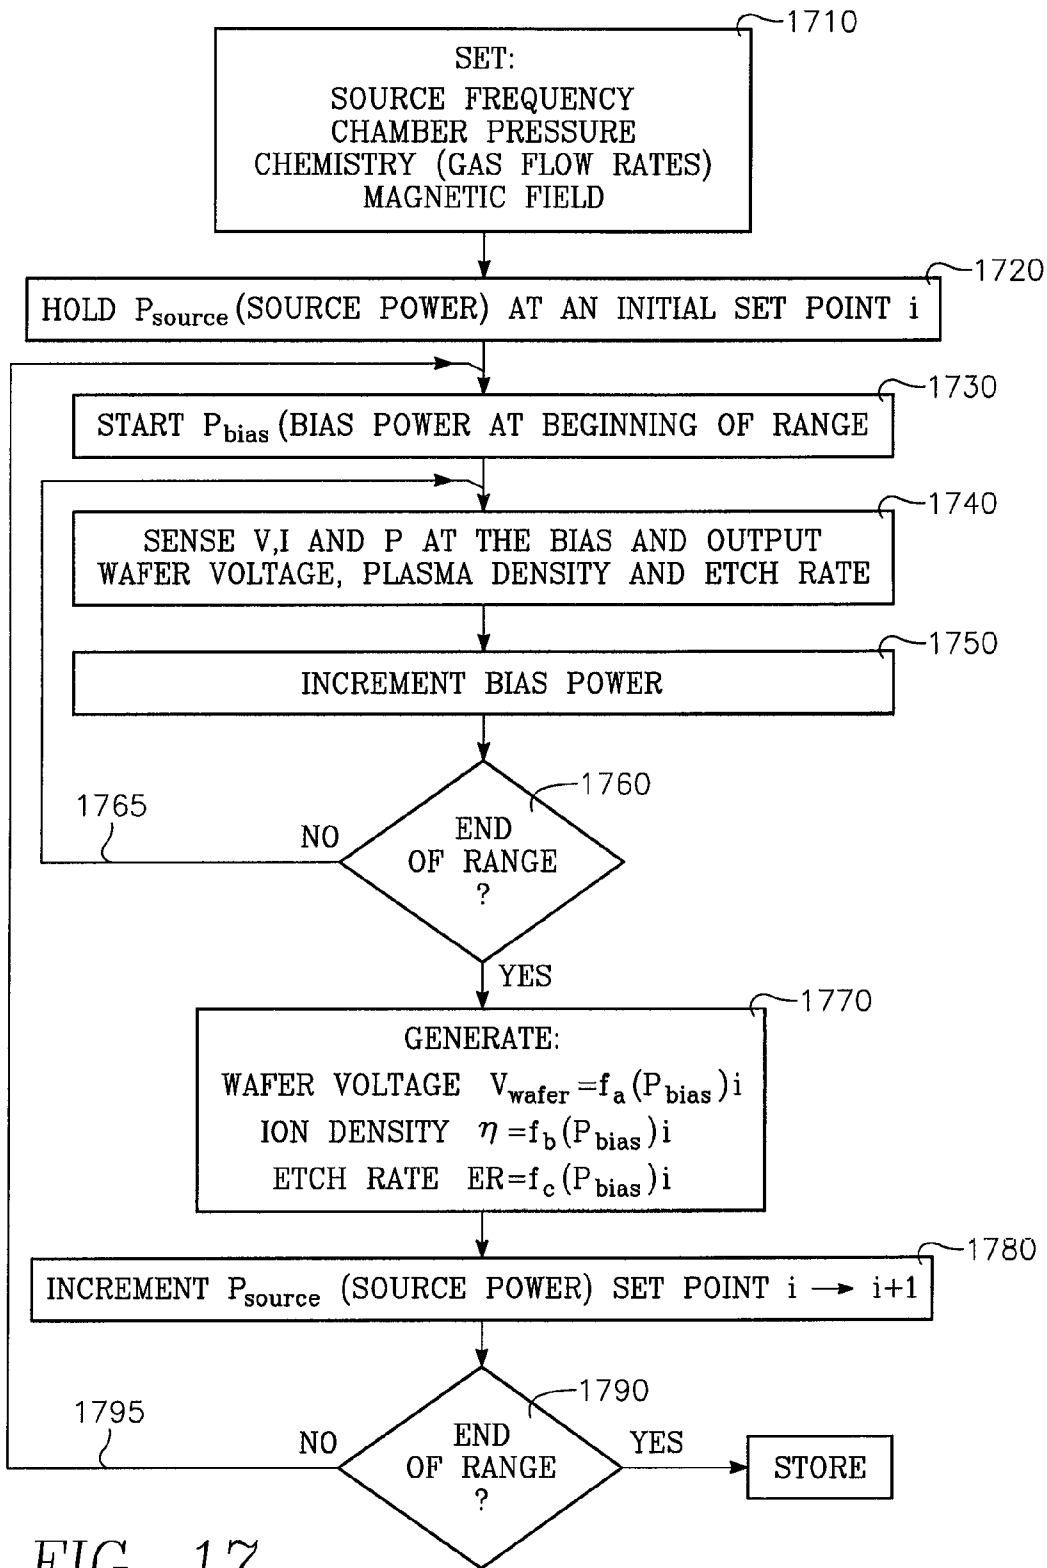 1710
SET:
SOURCE FREQUENCY
CHAMBER PRESSURE
CHEMISTRY (GAS FLOW RATES)
MAGNETIC FIELD
1720
HOLD Psource (SOURCE POWER) AT AN INITIAL SET POINT i
1730
START Pbias (BIAS POWER AT BEGINNING OF RANGE
1740
SENSE V,I AND P AT THE BIAS AND OUTPUT
WAFER VOLTAGE, PLASMA DENSITY AND ETCH RATE
1750
INCREMENT BIAS POWER
1760
END
OF RANGE
?
1765
NO
YES
1770
GENERATE:
WAFER VOLTAGE Vwafer=fa(Pbias)i
ION DENSITY η=fb(Pbias)i
ETCH RATE ER=fc(Pbias)i
1780
INCREMENT Psource (SOURCE POWER) SET POINT i → i+1
1790
END
OF RANGE
?
1795
NO
YES
STORE
FIG. 17